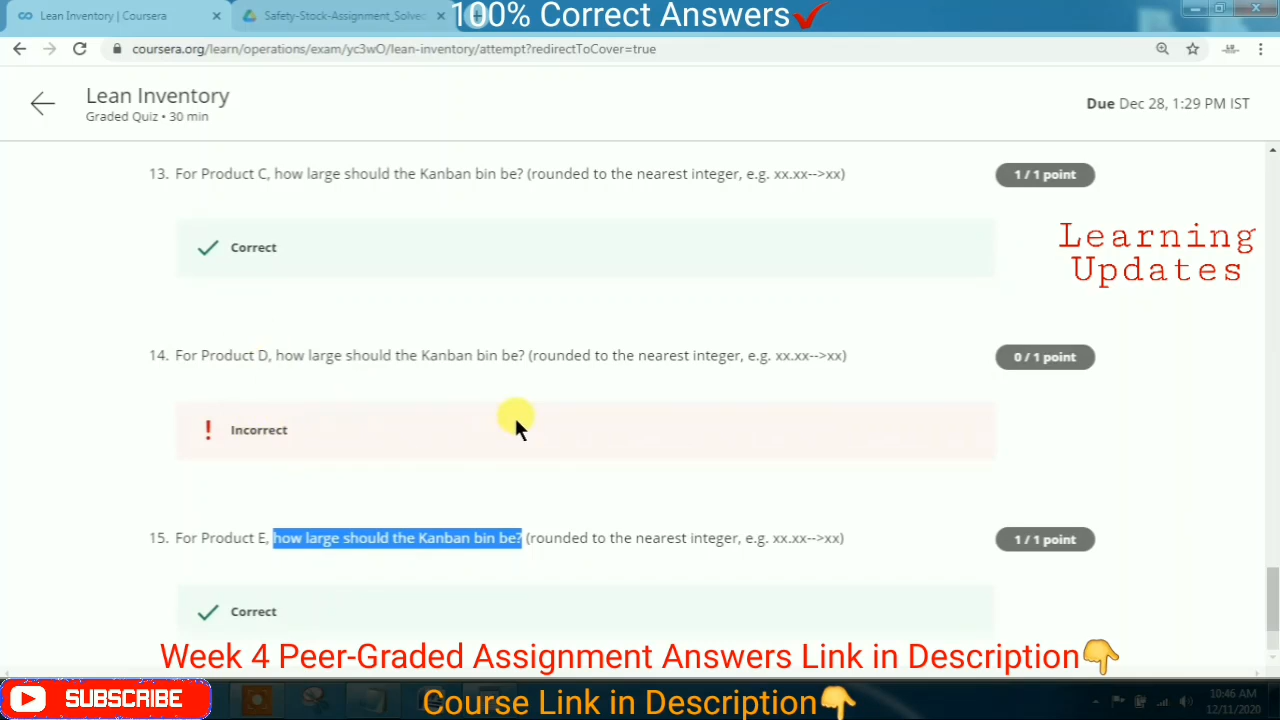 Lean Inventory | Coursera
Safety-Stock-Assignment_Solved
100% Correct Answers
coursera.org/learn/operations/exam/yc3wO/lean-inventory/attempt?redirectToCover=true
Lean Inventory
Graded Quiz • 30 min
Due Dec 28, 1:29 PM IST
13. For Product C, how large should the Kanban bin be? (rounded to the nearest integer, e.g. xx.xx-->xx)
1 / 1 point
Correct
Learning
Updates
14. For Product D, how large should the Kanban bin be? (rounded to the nearest integer, e.g. xx.xx-->xx)
0 / 1 point
Incorrect
15. For Product E, how large should the Kanban bin be? (rounded to the nearest integer, e.g. xx.xx-->xx)
1 / 1 point
Correct
Week 4 Peer-Graded Assignment Answers Link in Description👇
SUBSCRIBE
Course Link in Description👇
10:46 AM
12/11/2020